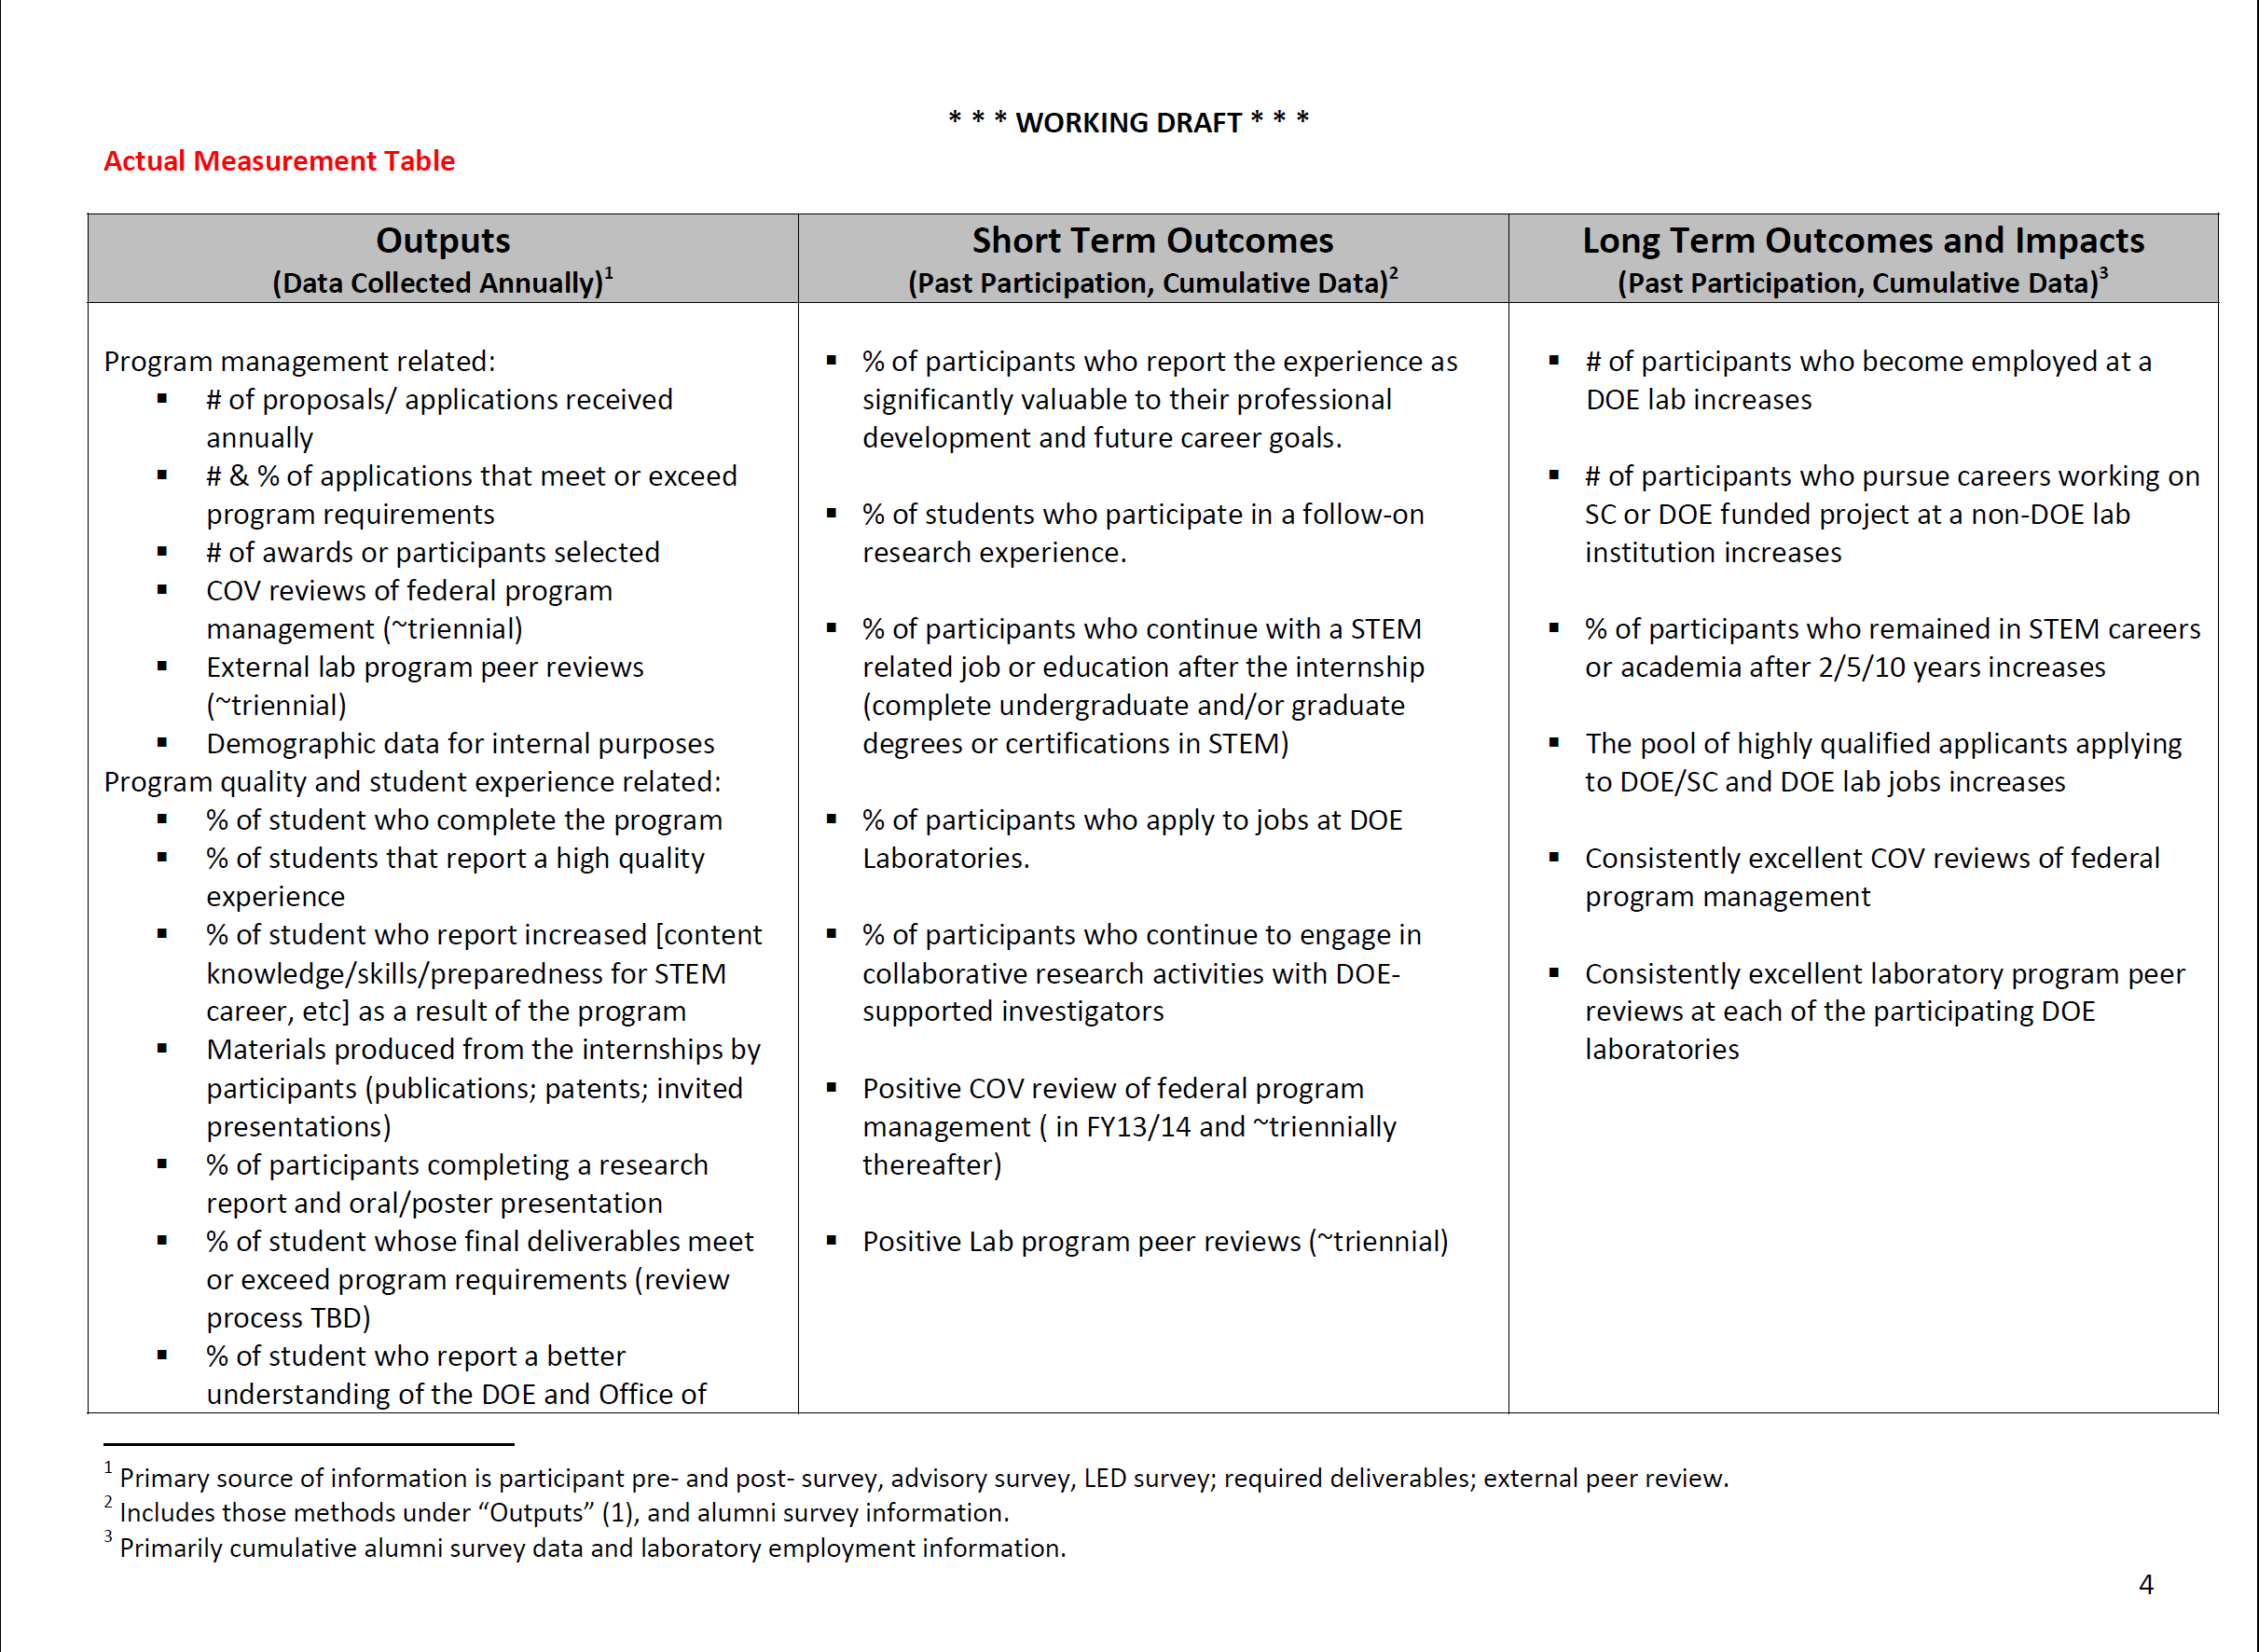 * * * WORKING DRAFT * * *
Actual Measurement Table
Outputs
(Data Collected Annually)1
Short Term Outcomes
(Past Participation, Cumulative Data)2
Long Term Outcomes and Impacts
(Past Participation, Cumulative Data)3
Program management related:
▪ # of proposals/ applications received
annually
▪ # & % of applications that meet or exceed
program requirements
▪ # of awards or participants selected
▪ COV reviews of federal program
management (~triennial)
▪ External lab program peer reviews
(~triennial)
▪ Demographic data for internal purposes
Program quality and student experience related:
▪ % of student who complete the program
▪ % of students that report a high quality
experience
▪ % of student who report increased [content
knowledge/skills/preparedness for STEM
career, etc] as a result of the program
▪ Materials produced from the internships by
participants (publications; patents; invited
presentations)
▪ % of participants completing a research
report and oral/poster presentation
▪ % of student whose final deliverables meet
or exceed program requirements (review
process TBD)
▪ % of student who report a better
understanding of the DOE and Office of
▪ % of participants who report the experience as
significantly valuable to their professional
development and future career goals.
▪ % of students who participate in a follow-on
research experience.
▪ % of participants who continue with a STEM
related job or education after the internship
(complete undergraduate and/or graduate
degrees or certifications in STEM)
▪ % of participants who apply to jobs at DOE
Laboratories.
▪ % of participants who continue to engage in
collaborative research activities with DOE-
supported investigators
▪ Positive COV review of federal program
management ( in FY13/14 and ~triennially
thereafter)
▪ Positive Lab program peer reviews (~triennial)
▪ # of participants who become employed at a
DOE lab increases
▪ # of participants who pursue careers working on
SC or DOE funded project at a non-DOE lab
institution increases
▪ % of participants who remained in STEM careers
or academia after 2/5/10 years increases
▪ The pool of highly qualified applicants applying
to DOE/SC and DOE lab jobs increases
▪ Consistently excellent COV reviews of federal
program management
▪ Consistently excellent laboratory program peer
reviews at each of the participating DOE
laboratories
1 Primary source of information is participant pre- and post- survey, advisory survey, LED survey; required deliverables; external peer review.
2 Includes those methods under “Outputs” (1), and alumni survey information.
3 Primarily cumulative alumni survey data and laboratory employment information.
4